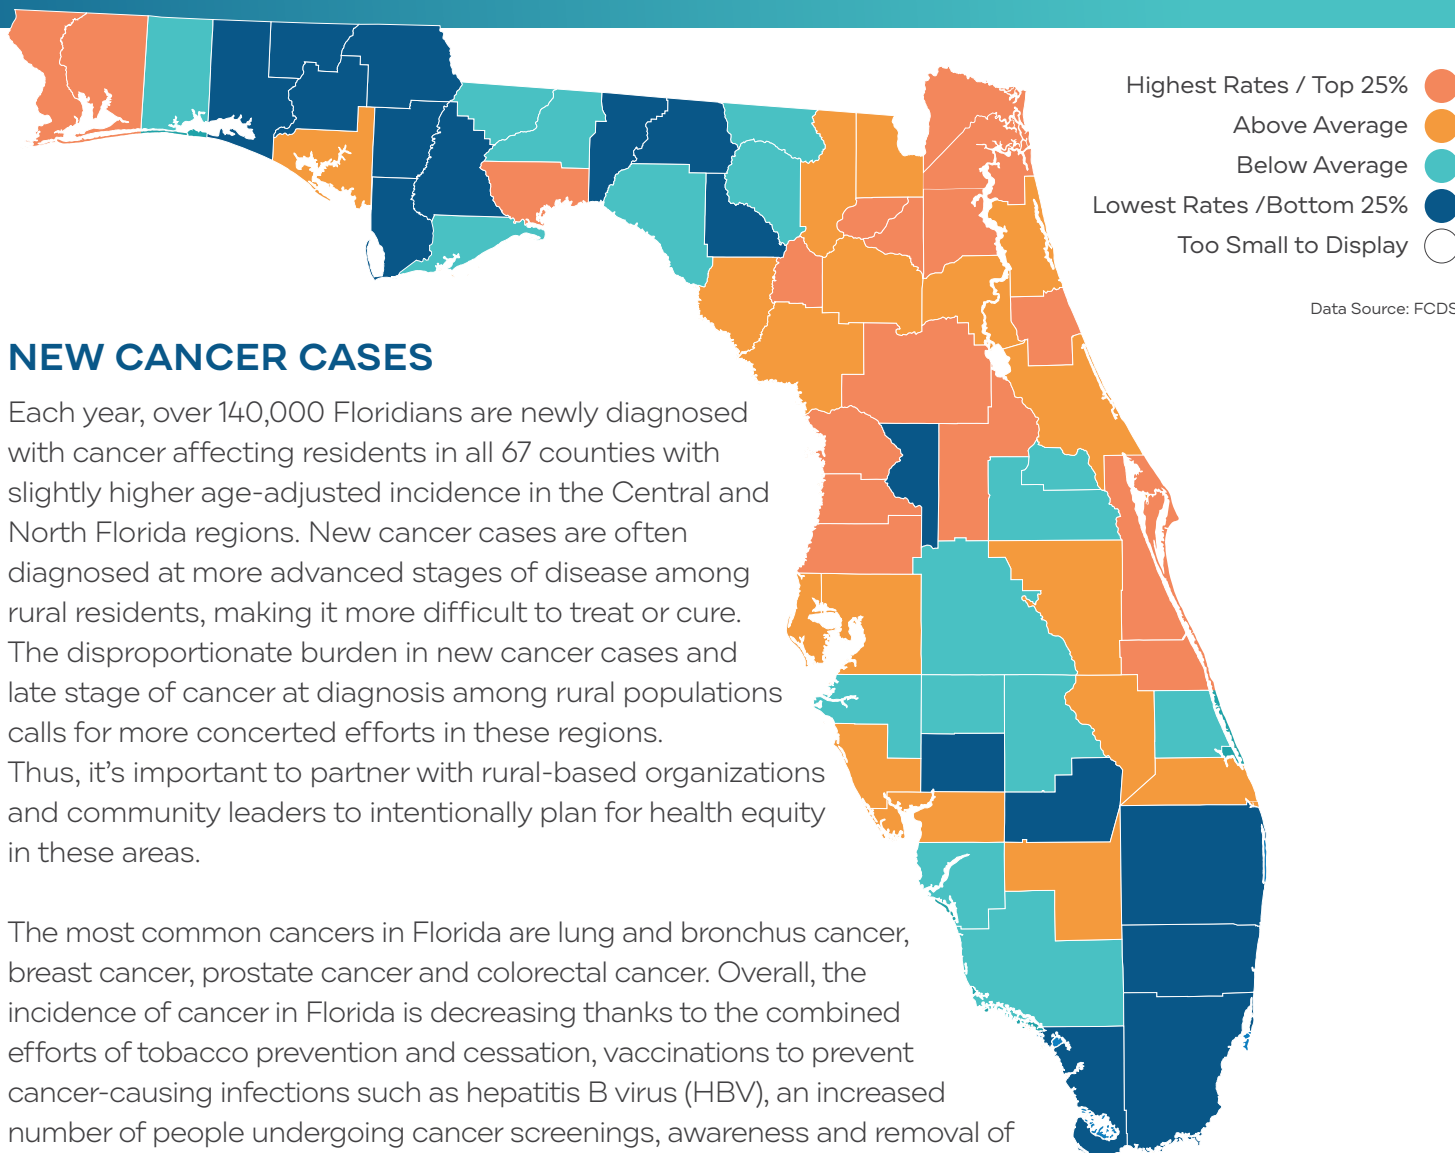 Highest Rates / Top 25%
Above Average
Below Average
Lowest Rates /Bottom 25%
Too Small to Display
Data Source: FCDS
NEW CANCER CASES
Each year, over 140,000 Floridians are newly diagnosed
with cancer affecting residents in all 67 counties with
slightly higher age-adjusted incidence in the Central and
North Florida regions. New cancer cases are often
diagnosed at more advanced stages of disease among
rural residents, making it more difficult to treat or cure.
The disproportionate burden in new cancer cases and
late stage of cancer at diagnosis among rural populations
calls for more concerted efforts in these regions.
Thus, it's important to partner with rural-based organizations
and community leaders to intentionally plan for health equity
in these areas.
The most common cancers in Florida are lung and bronchus cancer,
breast cancer, prostate cancer and colorectal cancer. Overall, the
incidence of cancer in Florida is decreasing thanks to the combined
efforts of tobacco prevention and cessation, vaccinations to prevent
cancer-causing infections such as hepatitis B virus (HBV), an increased
number of people undergoing cancer screenings, awareness and removal of